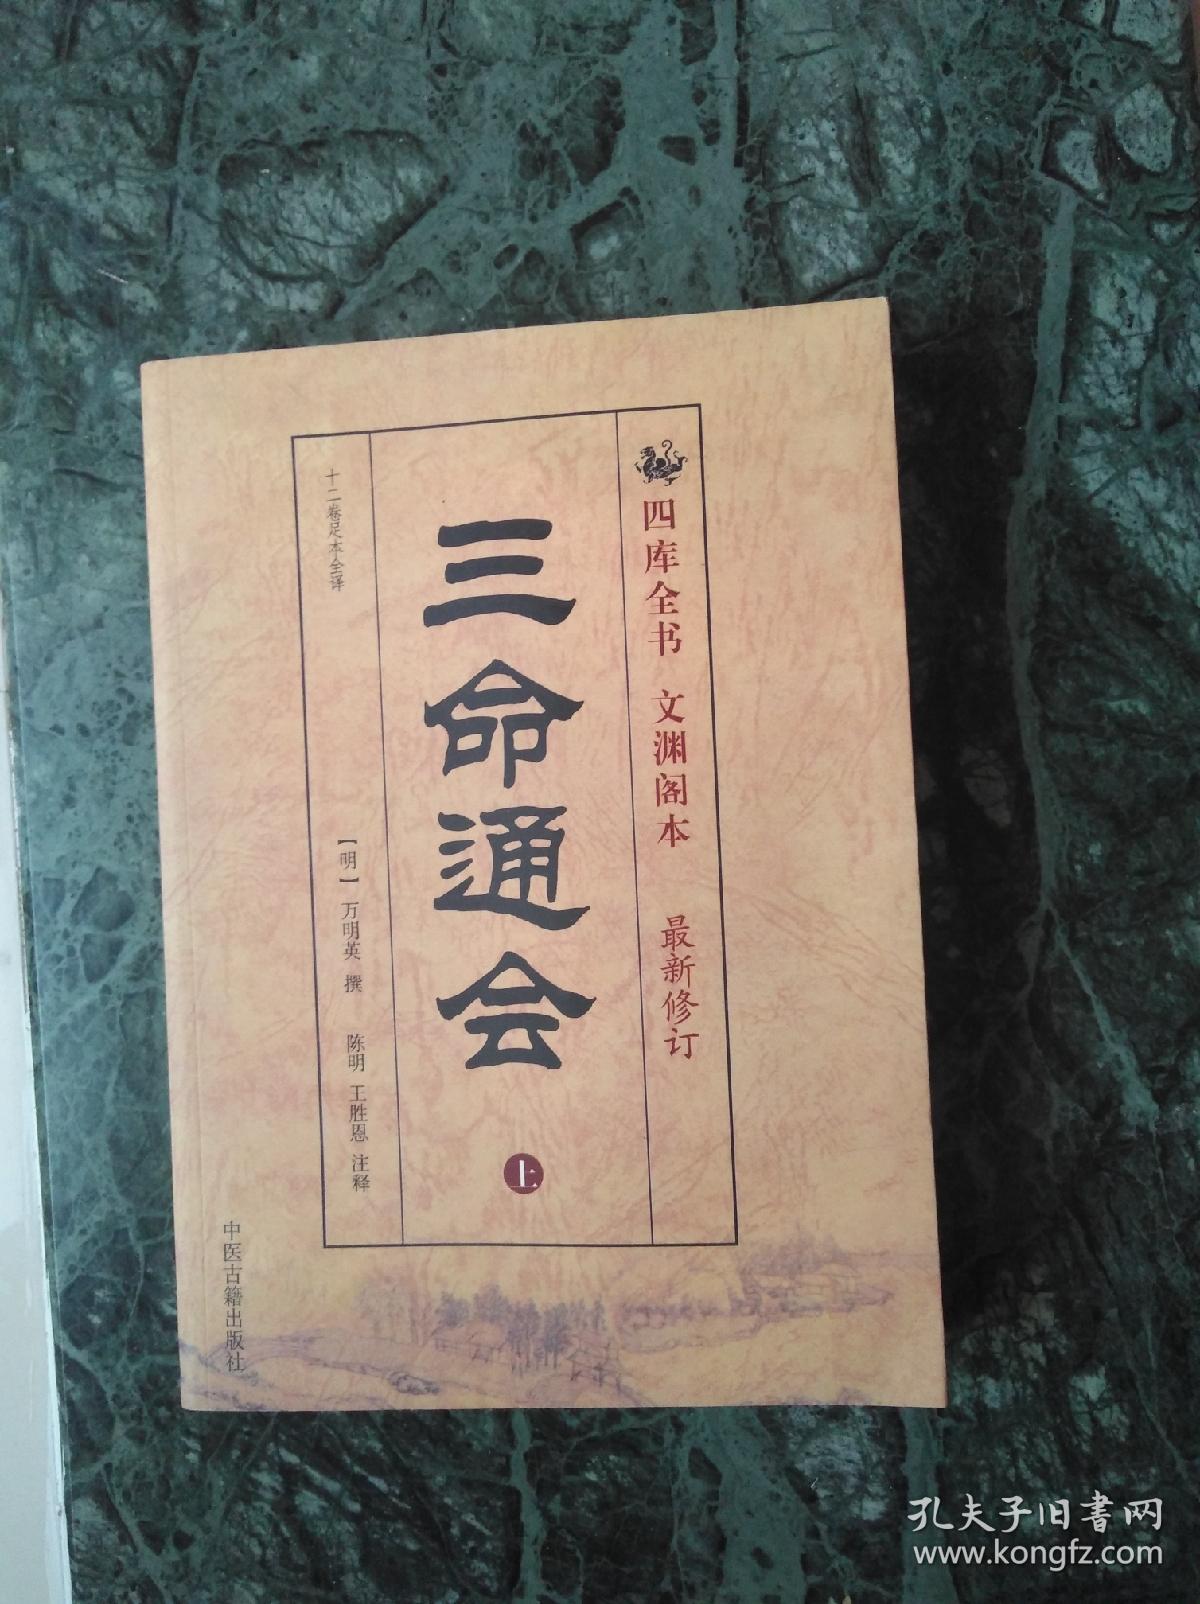 四库全书 文渊阁本 最新修订
三命通会
上
十二卷足本全译
【明】万明英 撰 陈明 王胜恩 注释
中医古籍出版社
孔夫子旧书网
www.kongfz.com